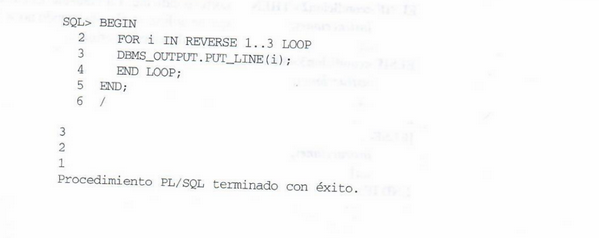 SQL> BEGIN
2 FOR i IN REVERSE 1..3 LOOP
3 DBMS_OUTPUT.PUT_LINE(i);
4 END LOOP;
5 END;
6 /
3
2
1
Procedimiento PL/SQL terminado con éxito.